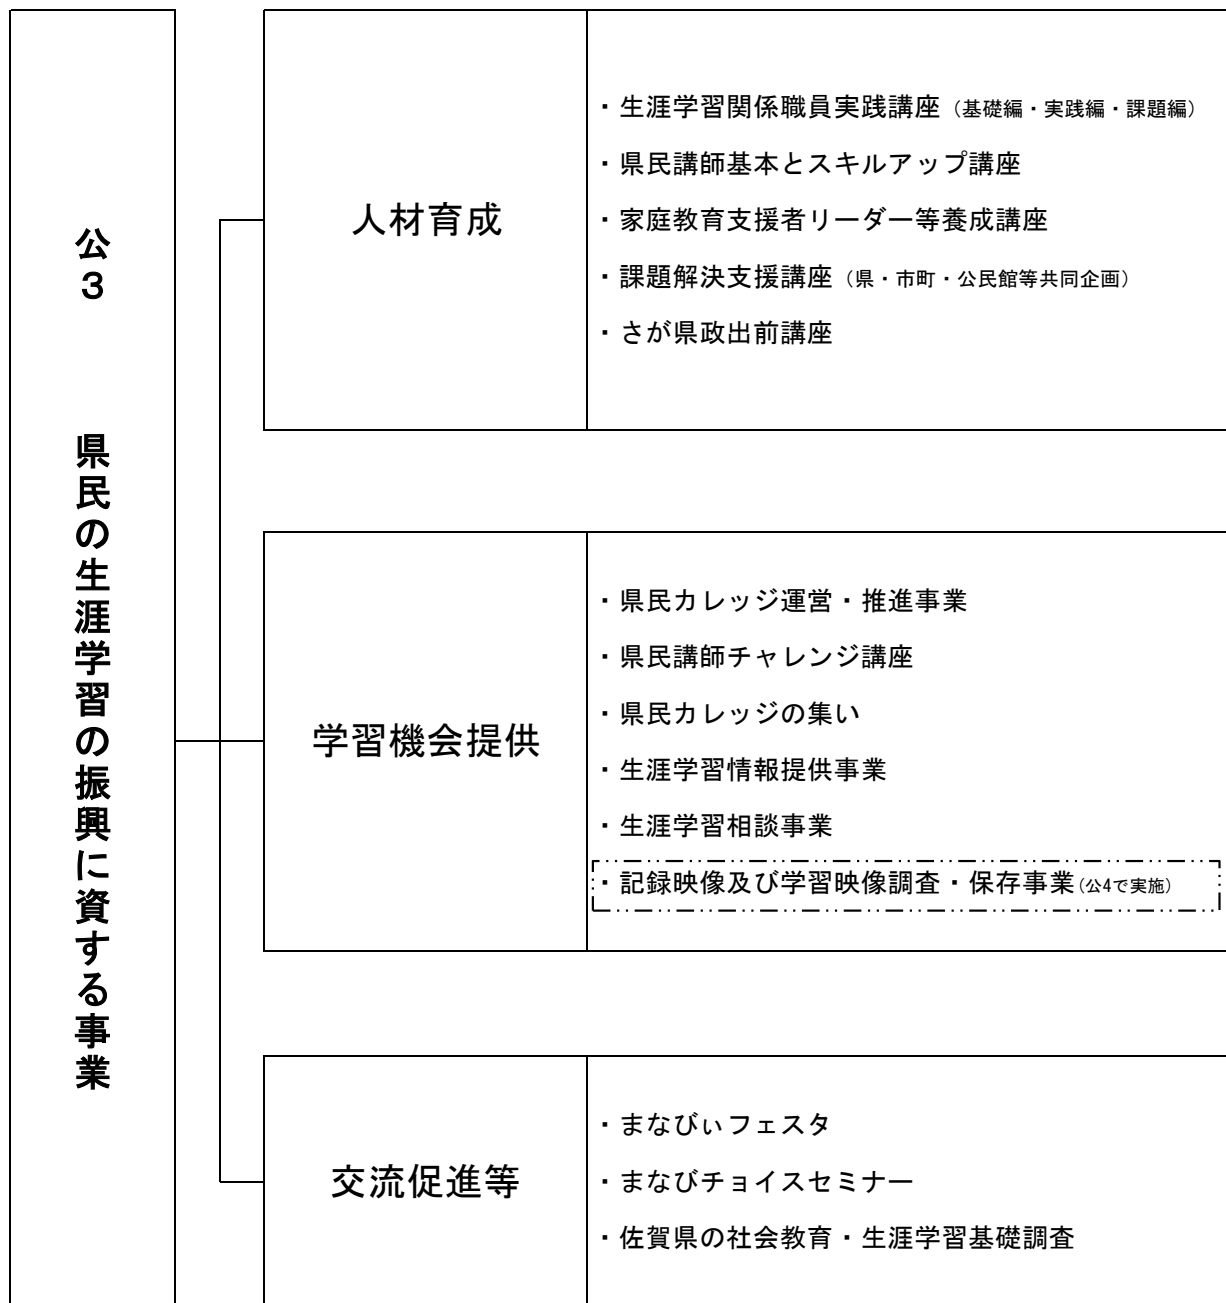 公3 県民の生涯学習の振興に資する事業
人材育成
・生涯学習関係職員実践講座（基礎編・実践編・課題編）
・県民講師基本とスキルアップ講座
・家庭教育支援者リーダー等養成講座
・課題解決支援講座（県・市町・公民館等共同企画）
・さが県政出前講座
学習機会提供
・県民カレッジ運営・推進事業
・県民講師チャレンジ講座
・県民カレッジの集い
・生涯学習情報提供事業
・生涯学習相談事業
・記録映像及び学習映像調査・保存事業(公4で実施)
交流促進等
・まなびぃフェスタ
・まなびチョイスセミナー
・佐賀県の社会教育・生涯学習基礎調査